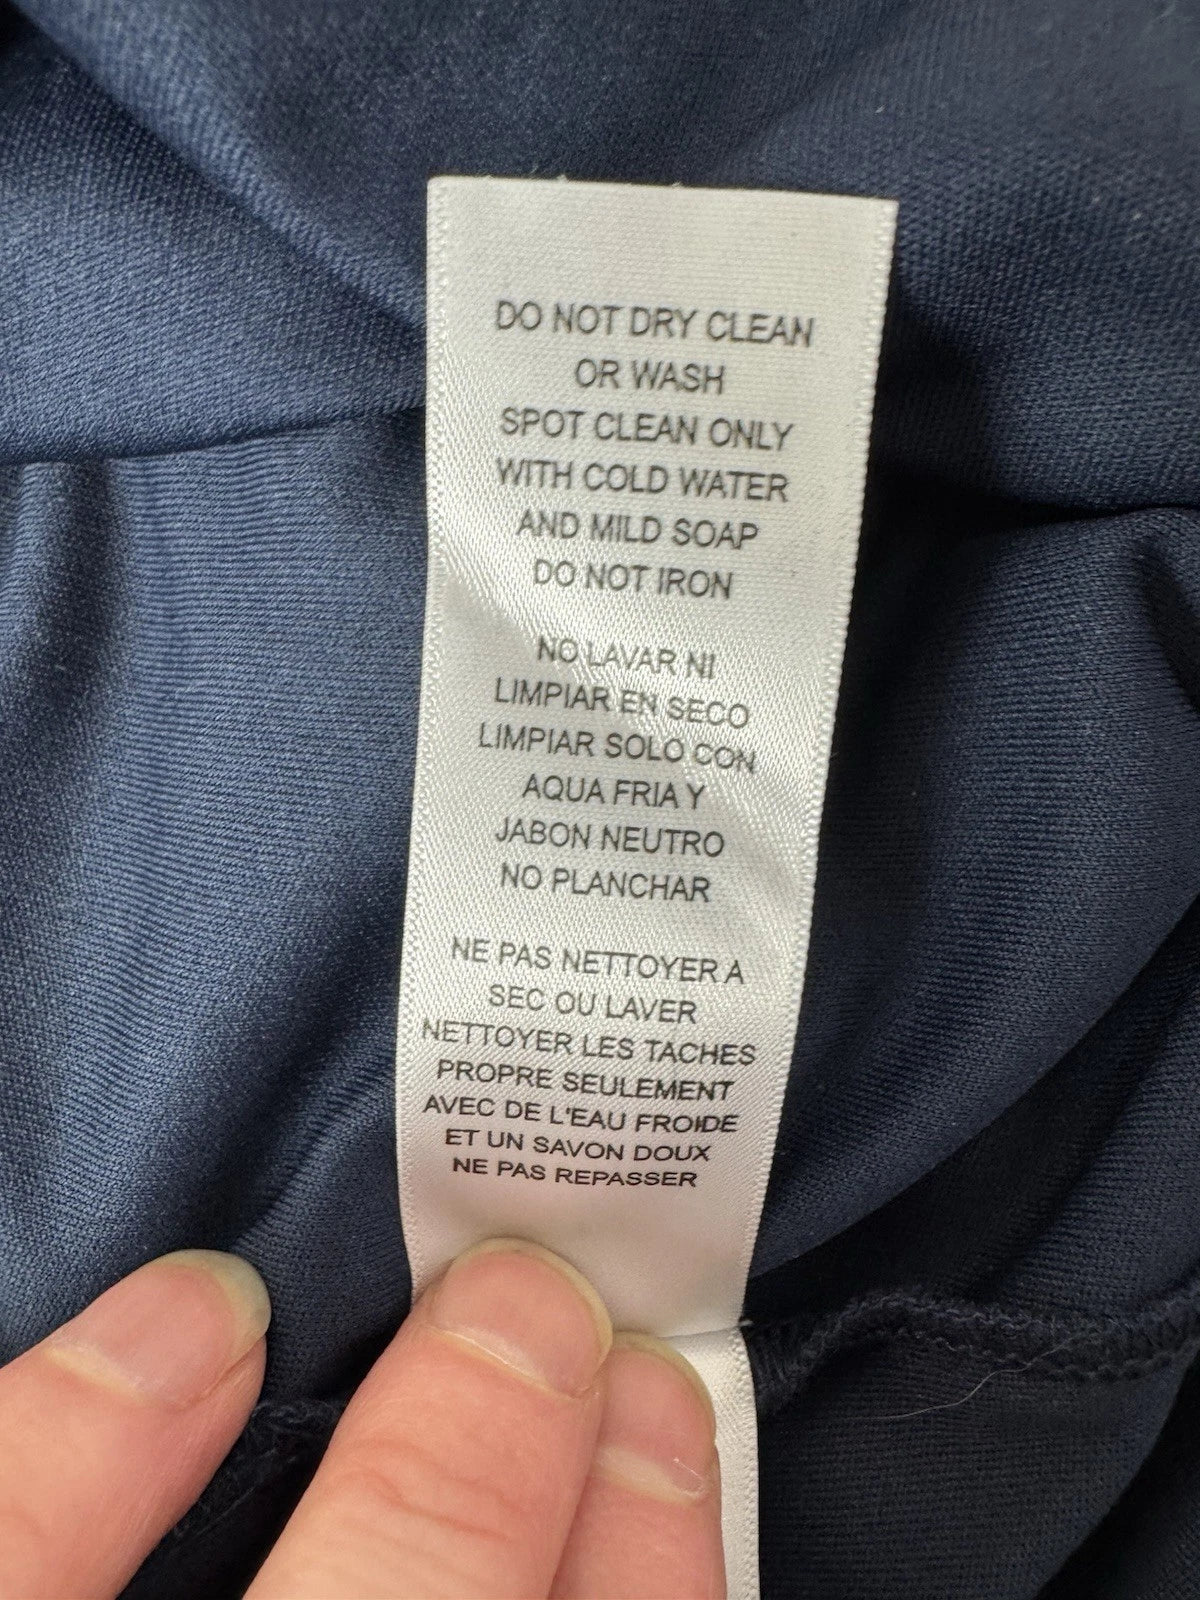 DO NOT DRY CLEAN
OR WASH
SPOT CLEAN ONLY
WITH COLD WATER
AND MILD SOAP
DO NOT IRON
NO LAVAR NI
LIMPIAR EN SECO
LIMPIAR SOLO CON
AQUA FRIA Y
JABON NEUTRO
NO PLANCHAR
NE PAS NETTOYER A
SEC OU LAVER
NETTOYER LES TACHES
PROPRE SEULEMENT
AVEC DE L'EAU FROIDE
ET UN SAVON DOUX
NE PAS REPASSER